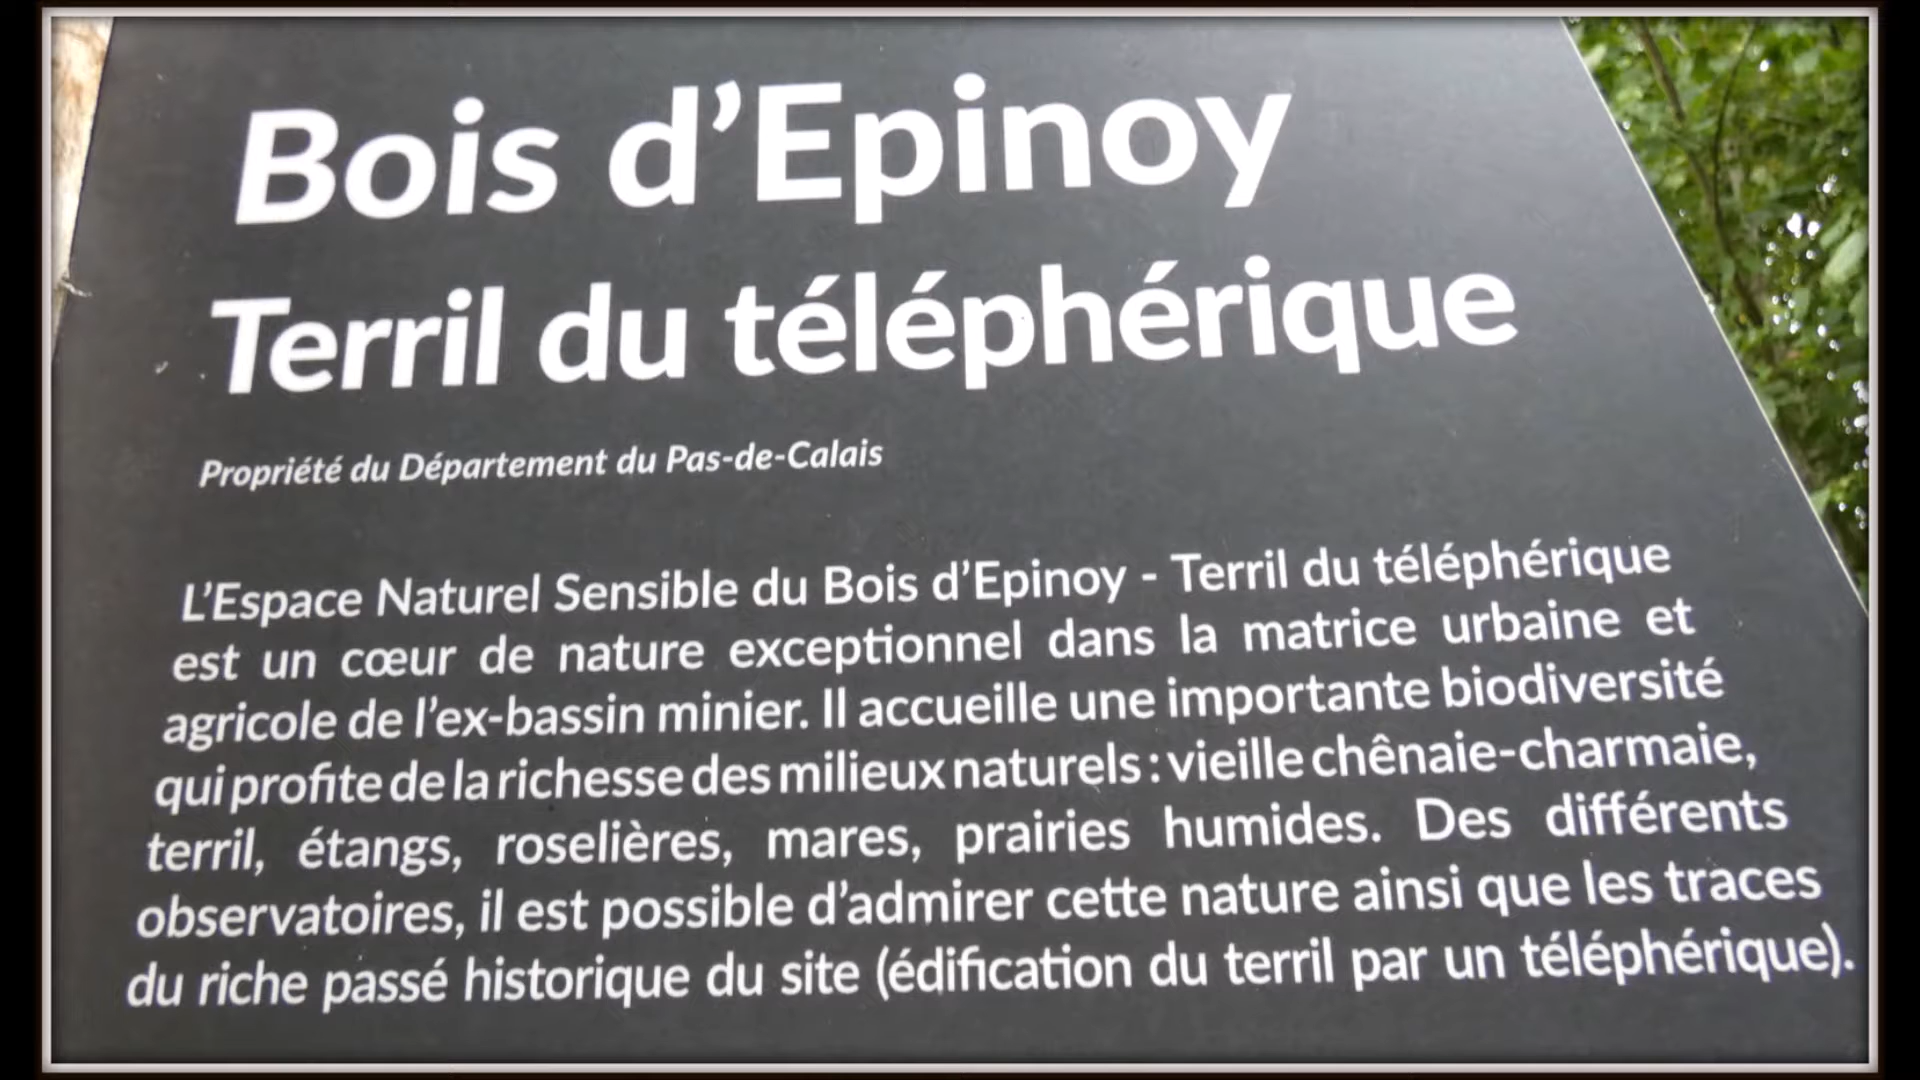 Bois d’Epinoy
Terril du téléphérique
Propriété du Département du Pas-de-Calais
L’Espace Naturel Sensible du Bois d’Epinoy - Terril du téléphérique
est un cœur de nature exceptionnel dans la matrice urbaine et
agricole de l’ex-bassin minier. Il accueille une importante biodiversité
qui profite de la richesse des milieux naturels : vieille chênaie-charmaie,
terril, étangs, roselières, mares, prairies humides. Des différents
observatoires, il est possible d’admirer cette nature ainsi que les traces
du riche passé historique du site (édification du terril par un téléphérique).